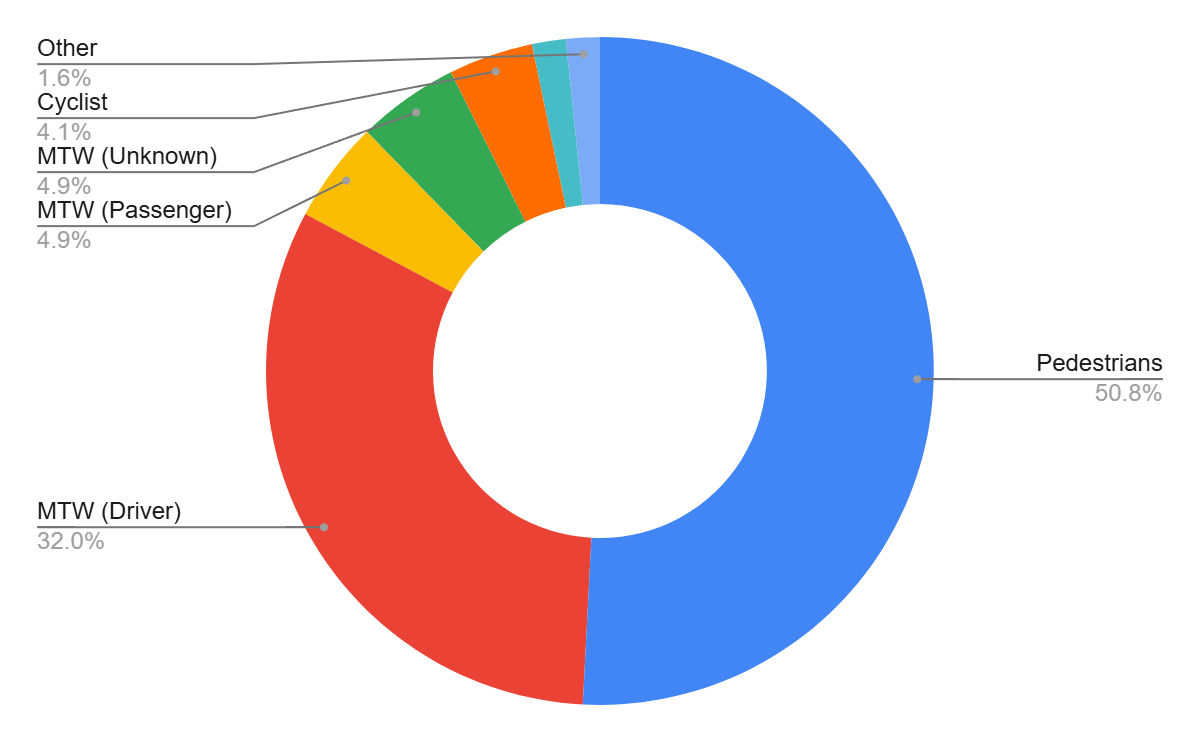 Other
1.6%
Cyclist
4.1%
MTW (Unknown)
4.9%
MTW (Passenger)
4.9%
Pedestrians
50.8%
MTW (Driver)
32.0%